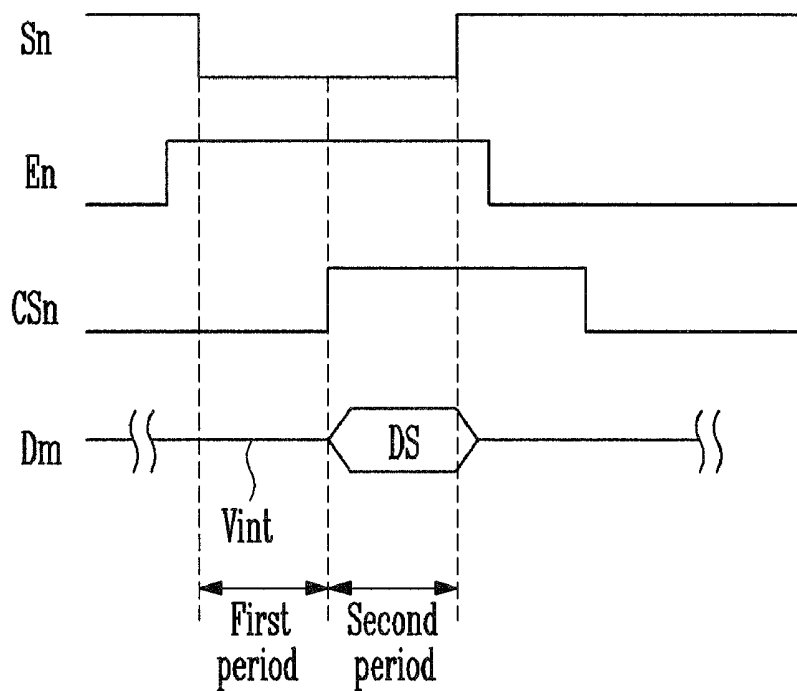 Sn
En
CSn
Dm
DS
Vint
First
period
Second
period